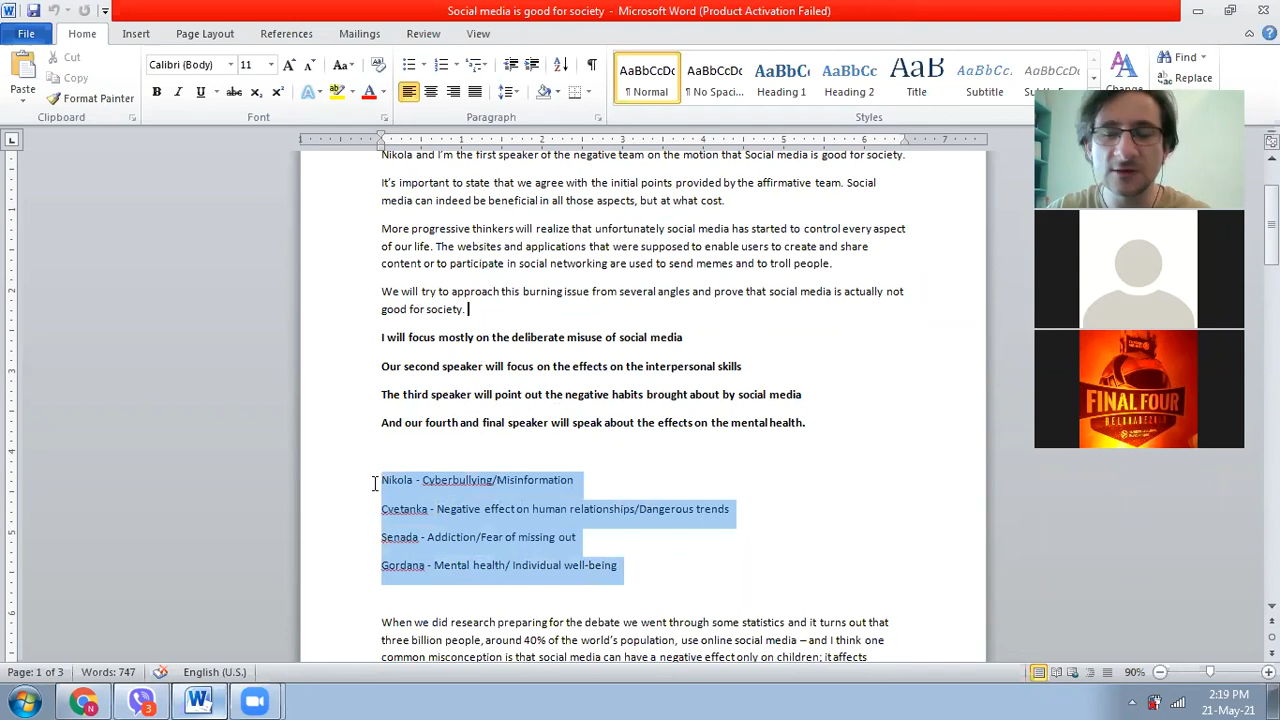 Social media is good for society - Microsoft Word (Product Activation Failed)
File Home Insert Page Layout References Mailings Review View
Paste
Cut
Copy
Format Painter
Clipboard
Calibri (Body) 11
Font
Paragraph
AaBbCcDc AaBbCcDc AaBbC AaBbCc AaB AaBbCc. AaBbCcDc
¶ Normal ¶ No Spaci... Heading 1 Heading 2 Title Subtitle Subtle Em...
Styles
Change
Find
Replace
Nikola and I'm the first speaker of the negative team on the motion that Social media is good for society.
It's important to state that we agree with the initial points provided by the affirmative team. Social
media can indeed be beneficial in all those aspects, but at what cost.
More progressive thinkers will realize that unfortunately social media has started to control every aspect
of our life. The websites and applications that were supposed to enable users to create and share
content or to participate in social networking are used to send memes and to troll people.
We will try to approach this burning issue from several angles and prove that social media is actually not
good for society.
I will focus mostly on the deliberate misuse of social media
Our second speaker will focus on the effects on the interpersonal skills
The third speaker will point out the negative habits brought about by social media
And our fourth and final speaker will speak about the effects on the mental health.
Nikola - Cyberbullying/Misinformation
Cvetanka - Negative effect on human relationships/Dangerous trends
Senada - Addiction/Fear of missing out
Gordana - Mental health/ Individual well-being
When we did research preparing for the debate we went through some statistics and it turns out that
three billion people, around 40% of the world's population, use online social media – and I think one
common misconception is that social media can have a negative effect only on children; it affects
FINAL FOUR
Page: 1 of 3 Words: 747 English (U.S.) 90%
2:19 PM
21-May-21